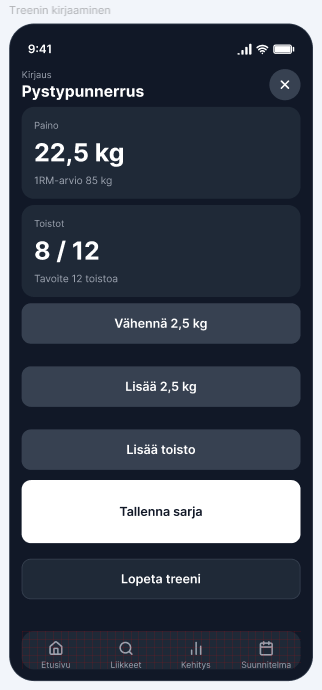 Treenin kirjaaminen
9:41
Kirjaus
Pystypunnerrus
Paino
22,5 kg
1RM-arvio 85 kg
Toistot
8 / 12
Tavoite 12 toistoa
Vähennä 2,5 kg
Lisää 2,5 kg
Lisää toisto
Tallenna sarja
Lopeta treeni
Etusivu Liikkeet Kehitys Suunnitelma